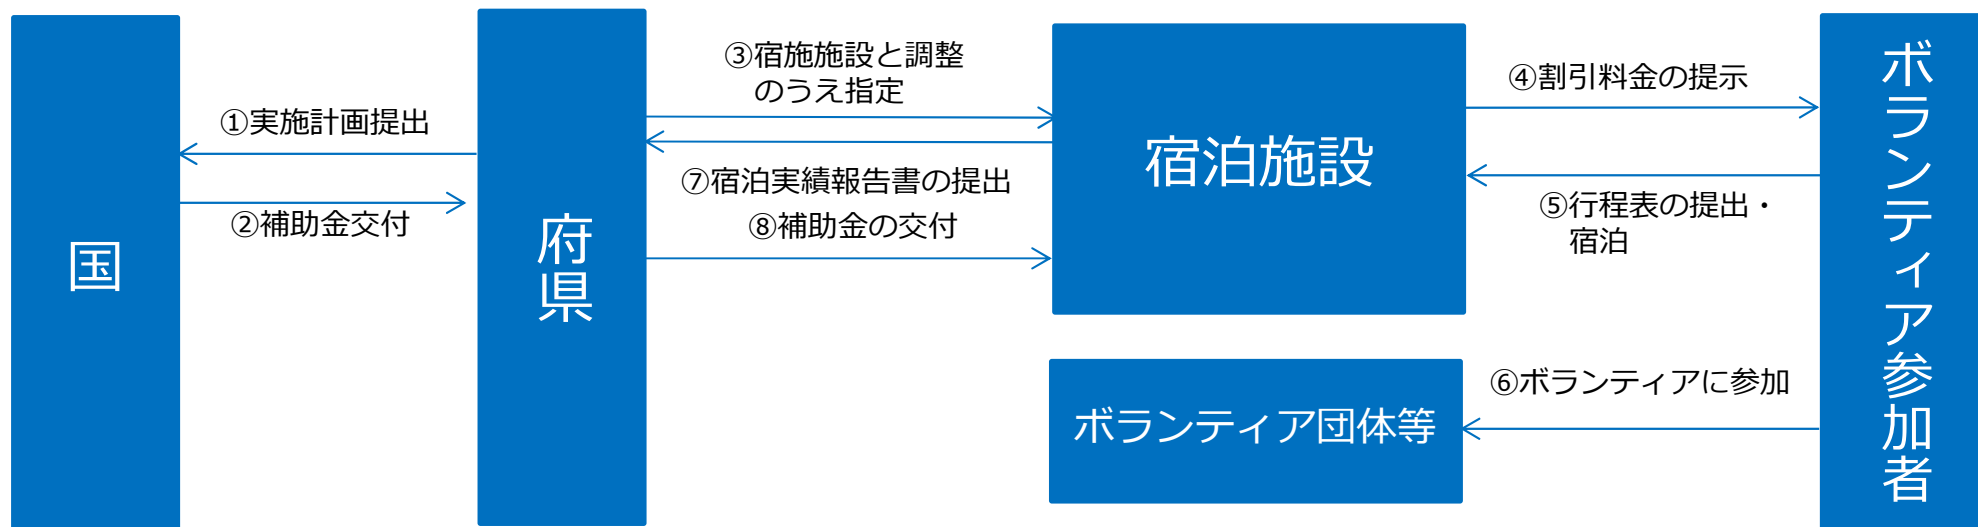 国
①実施計画提出
②補助金交付
府県
③宿施施設と調整
のうえ指定
⑦宿泊実績報告書の提出
⑧補助金の交付
宿泊施設
④割引料金の提示
⑤行程表の提出・
宿泊
ボランティア団体等
⑥ボランティアに参加
ボランティア参加者